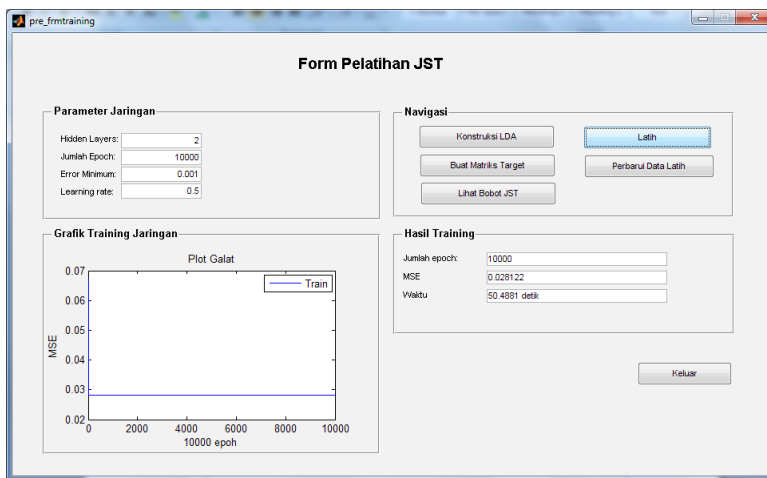 pre_frmtraining
Form Pelatihan JST
Parameter Jaringan
Hidden Layers: 2
Jumlah Epoch: 10000
Error Minimum: 0.001
Learning rate: 0.5
Navigasi
Konstruksi LDA
Latih
Buat Matriks Target
Perbarui Data Latih
Lihat Bobot JST
Grafik Training Jaringan
Plot Galat
Train
0.07
0.06
0.05
0.04
0.03
0.02
MSE
0 2000 4000 6000 8000 10000
10000 epoh
Hasil Training
Jumlah epoch: 10000
MSE 0.028122
Waktu 50.4881 detik
Keluar